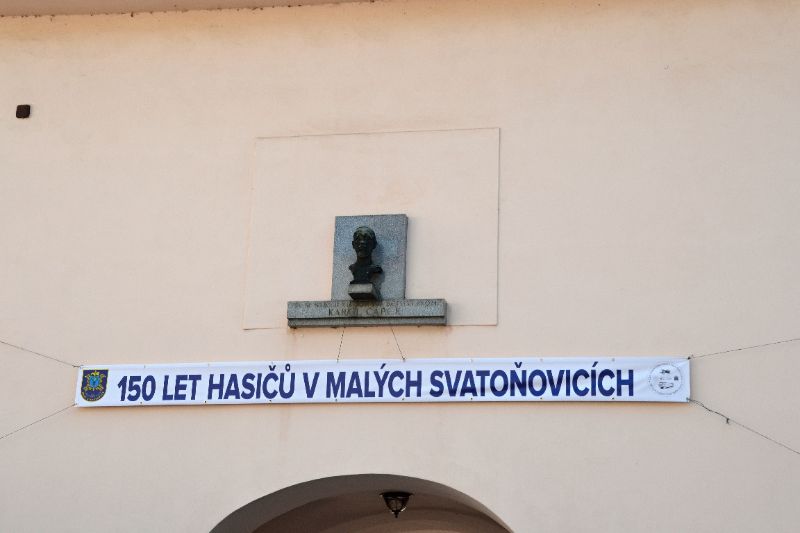 KAREL ČAPEK
150 LET HASIČŮ V MALÝCH SVATOŇOVICÍCH